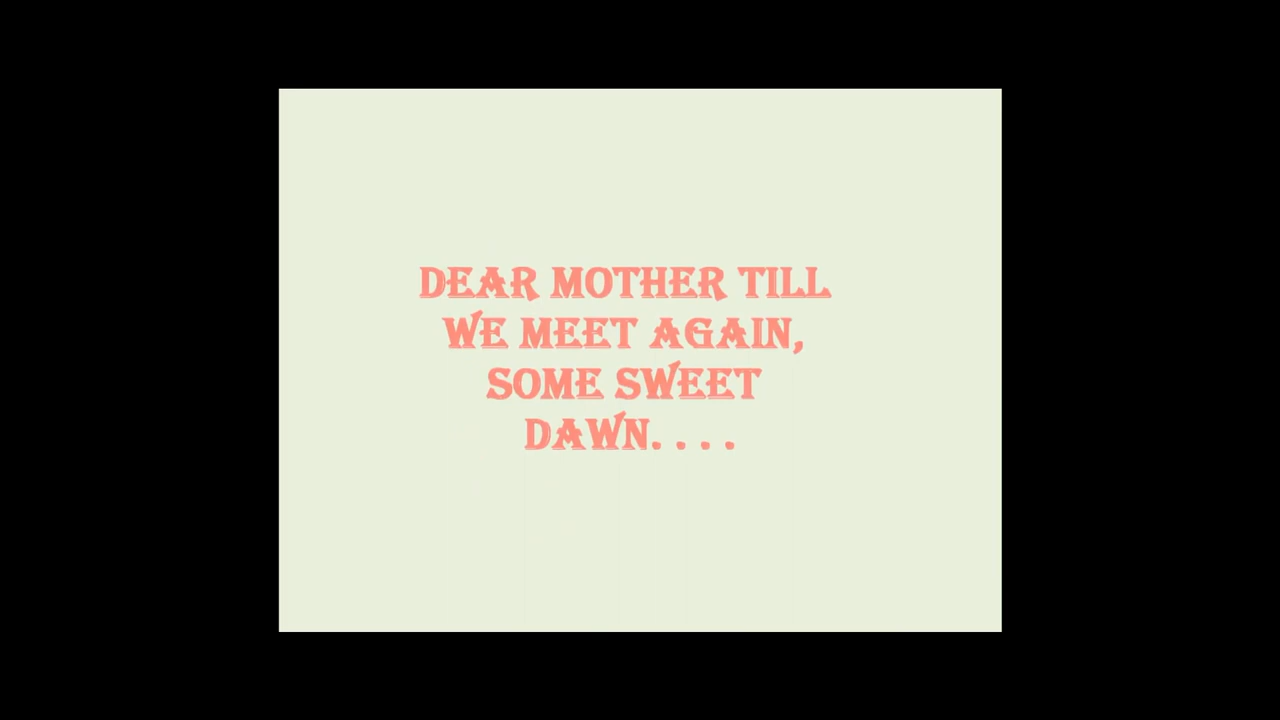 DEAR MOTHER TILL
WE MEET AGAIN,
SOME SWEET
DAWN. . . .